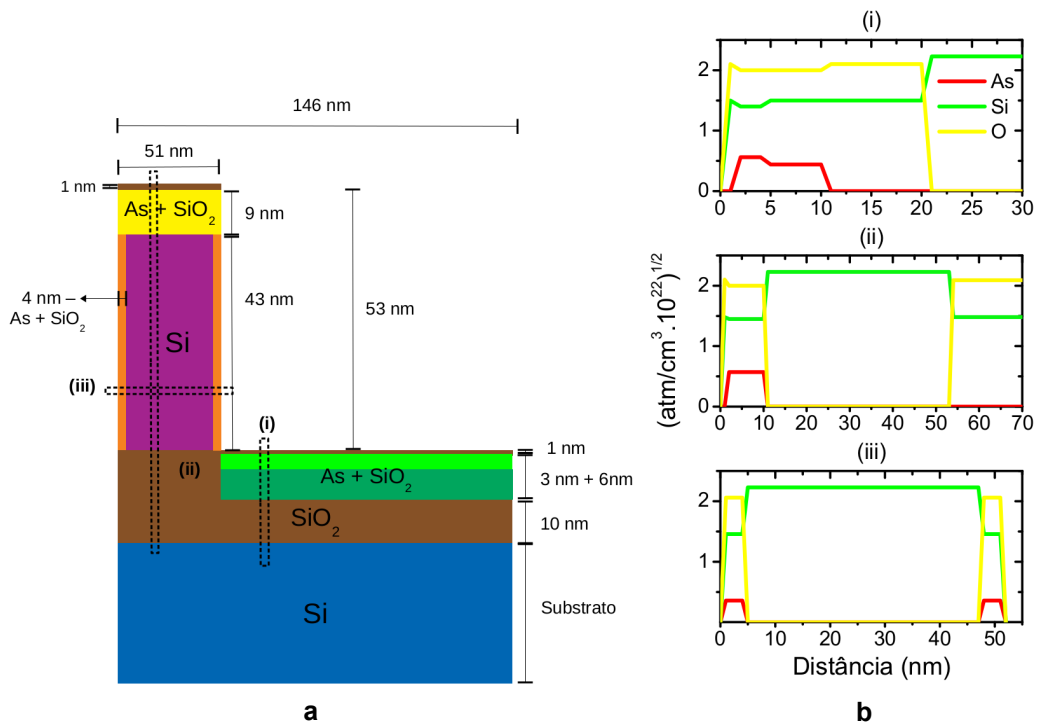 146 nm
51 nm
1 nm
As + SiO2
9 nm
4 nm –
As + SiO2
43 nm
53 nm
Si
(iii)
(i)
(ii)
1 nm
As + SiO2
3 nm + 6nm
SiO2
10 nm
Si
Substrato
a
(i)
2
1
0
As
Si
O
0 5 10 15 20 25 30
(ii)
2
1
0
0 10 20 30 40 50 60 70
(atm/cm3.1022)1/2
(iii)
2
1
0 10 20 30 40 50
Distância (nm)
b